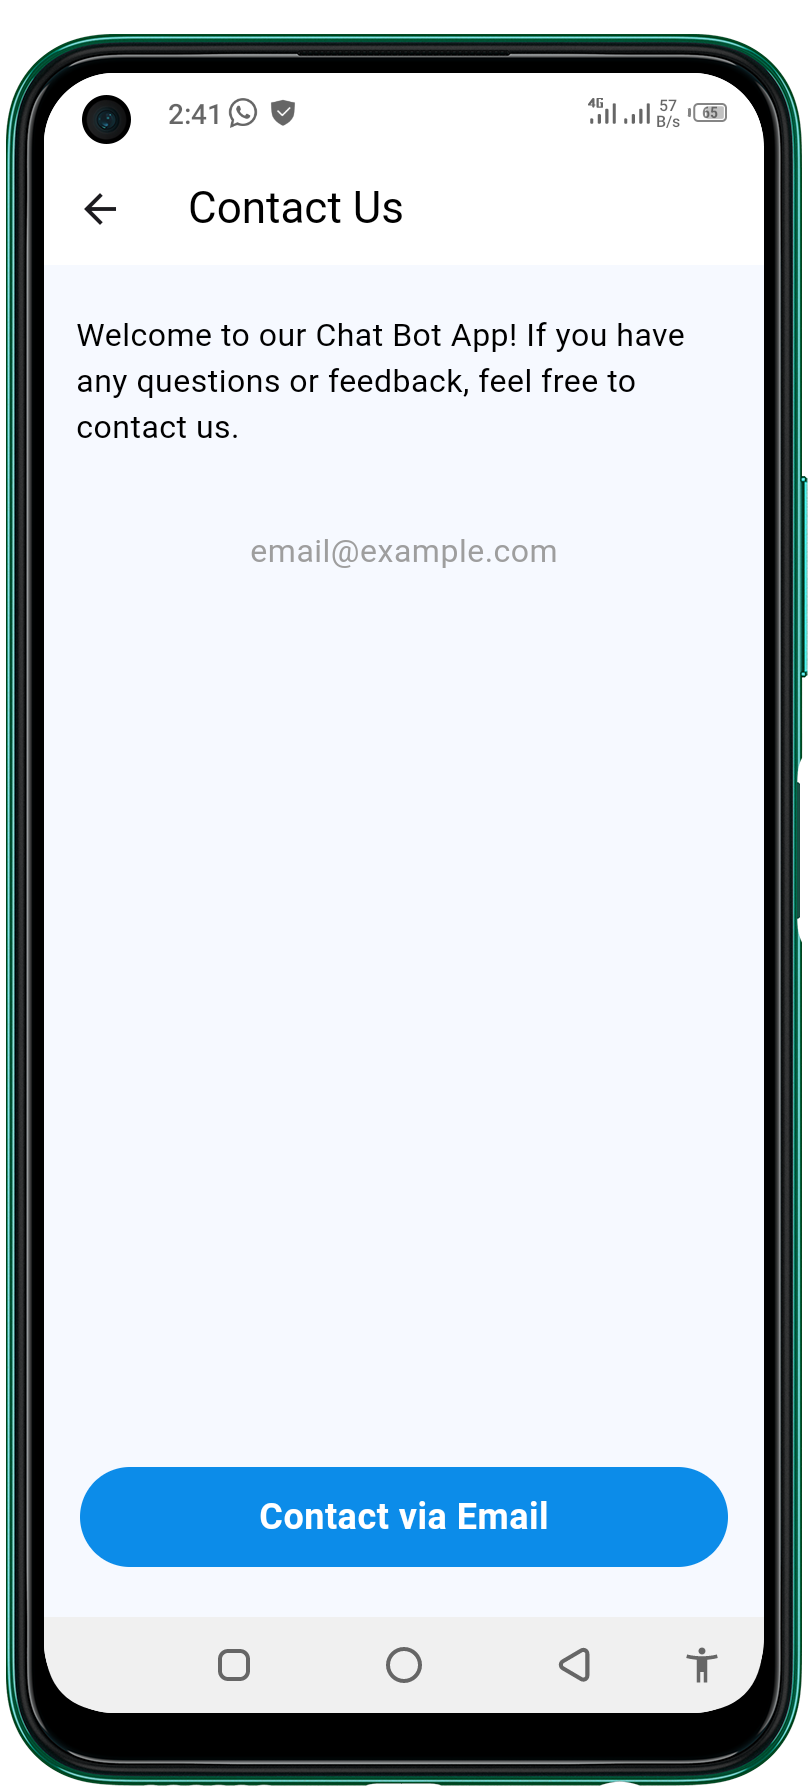 2:41
4G
57
B/s
65
Contact Us
Welcome to our Chat Bot App! If you have
any questions or feedback, feel free to
contact us.
email@example.com
Contact via Email